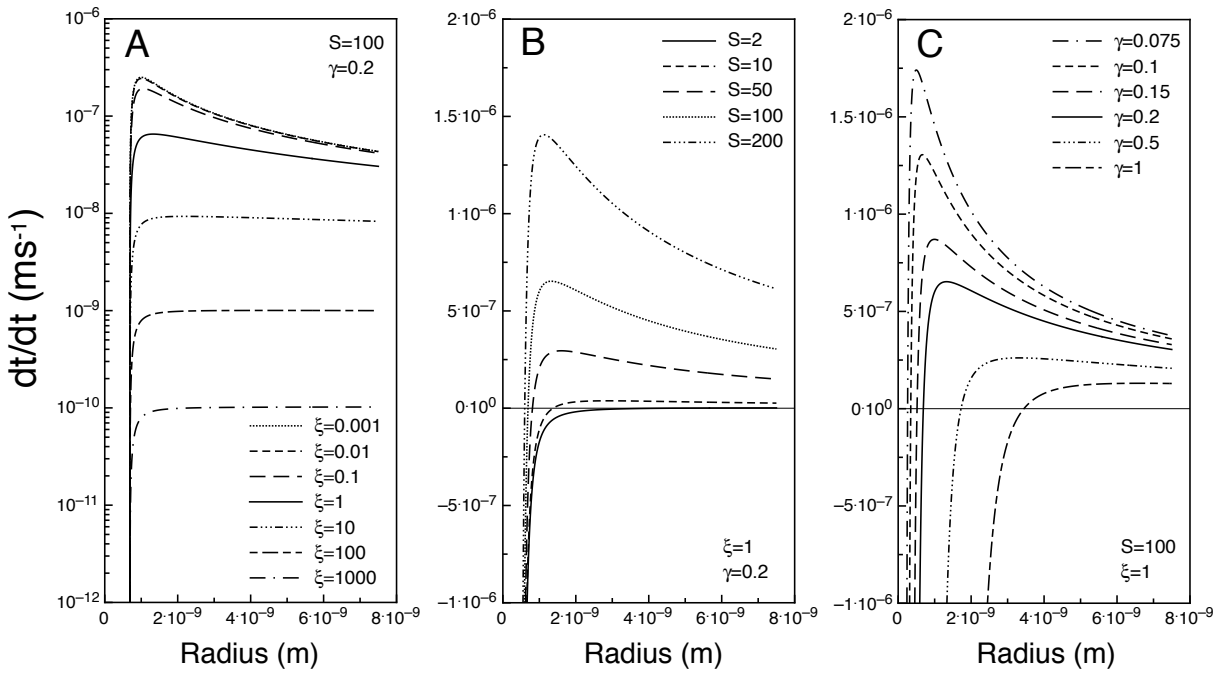 dt/dt (ms⁻¹)
A
S=100
γ=0.2
10⁻⁶
10⁻⁷
10⁻⁸
10⁻⁹
10⁻¹⁰
10⁻¹¹
10⁻¹²
ξ=0.001
ξ=0.01
ξ=0.1
ξ=1
ξ=10
ξ=100
ξ=1000
0 2·10⁻⁹ 4·10⁻⁹ 6·10⁻⁹ 8·10⁻⁹
Radius (m)
B
S=2
S=10
S=50
S=100
S=200
2·10⁻⁶
1.5·10⁻⁶
1·10⁻⁶
5·10⁻⁷
0·10⁰
−5·10⁻⁷
−1·10⁻⁶
ξ=1
γ=0.2
0 2·10⁻⁹ 4·10⁻⁹ 6·10⁻⁹ 8·10⁻⁹
Radius (m)
C
γ=0.075
γ=0.1
γ=0.15
γ=0.2
γ=0.5
γ=1
2·10⁻⁶
1.5·10⁻⁶
1·10⁻⁶
5·10⁻⁷
0·10⁰
−5·10⁻⁷
−1·10⁻⁶
S=100
ξ=1
0 2·10⁻⁹ 4·10⁻⁹ 6·10⁻⁹ 8·10⁻⁹
Radius (m)